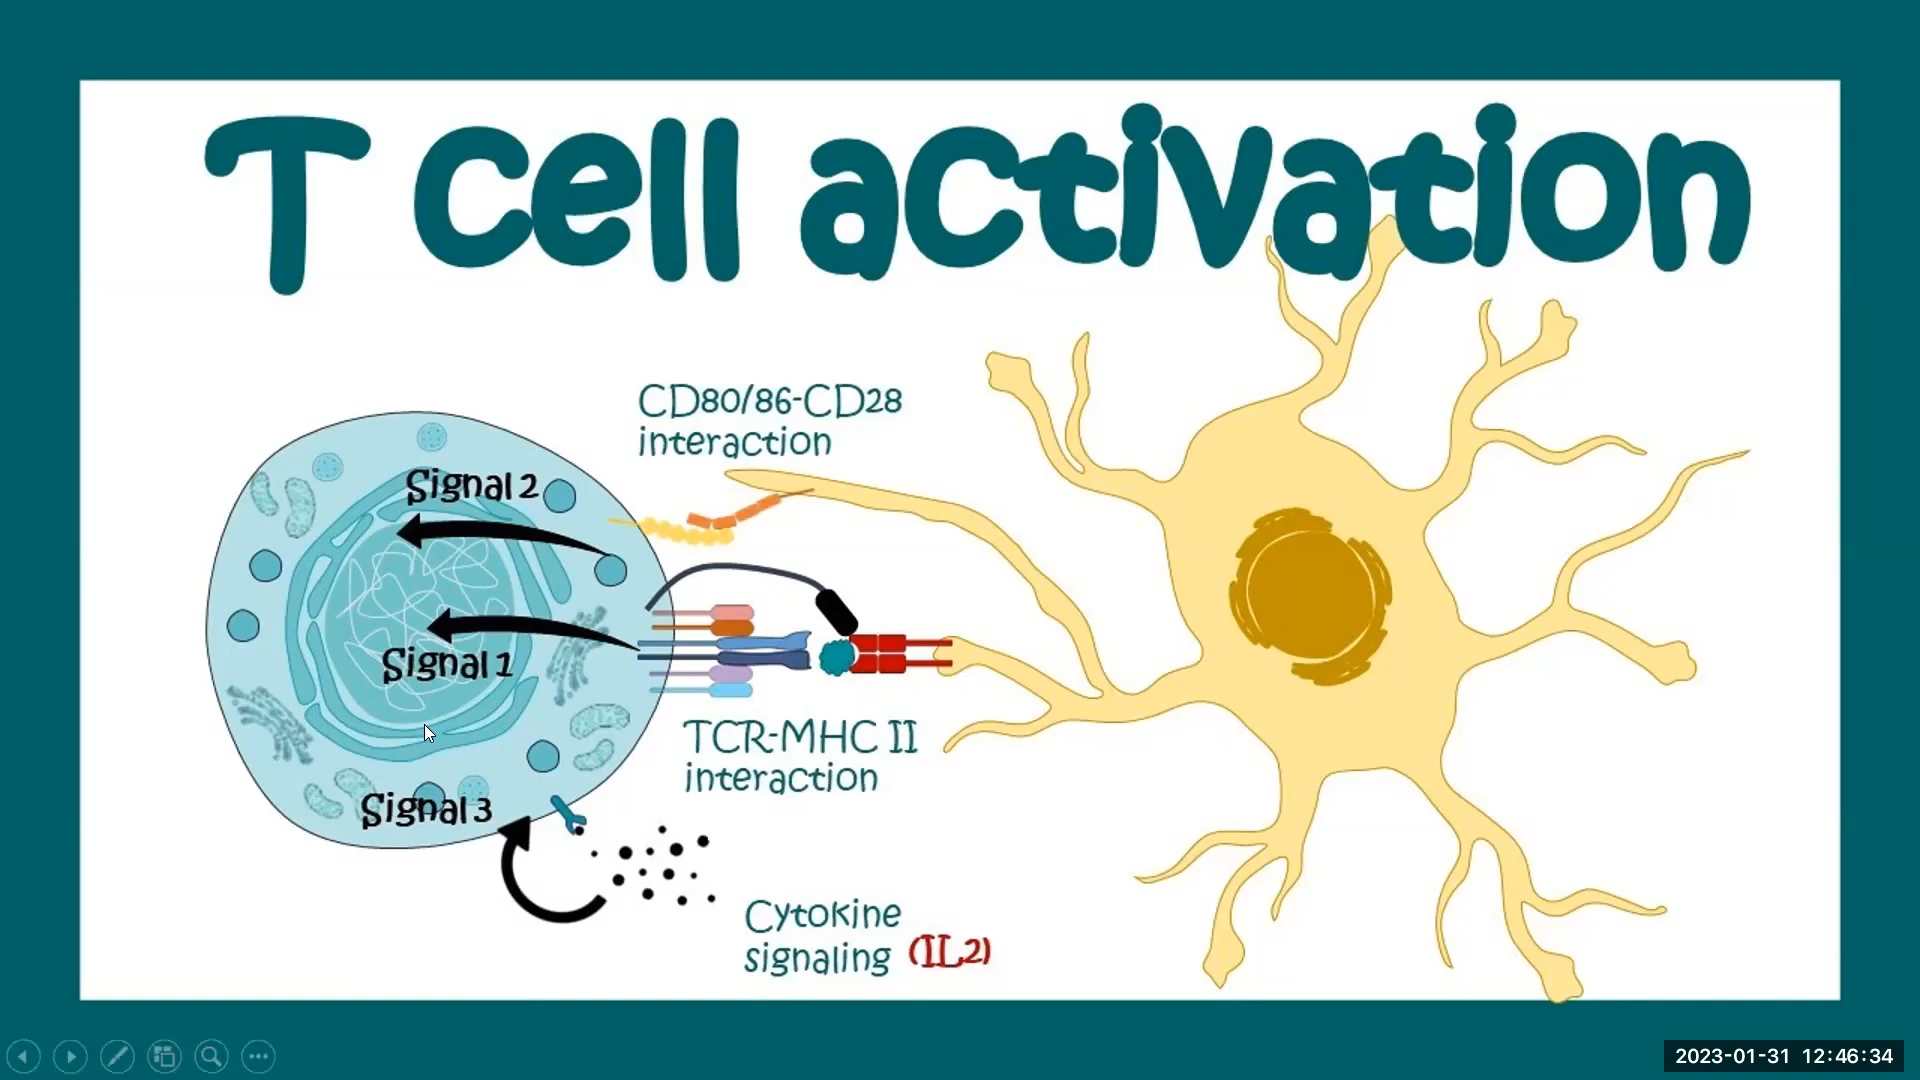 T cell activation
CD80/86-CD28
interaction
Signal 2
Signal 1
TCR-MHC II
interaction
Signal 3
Cytokine
signaling (IL2)
2023-01-31 12:46:34